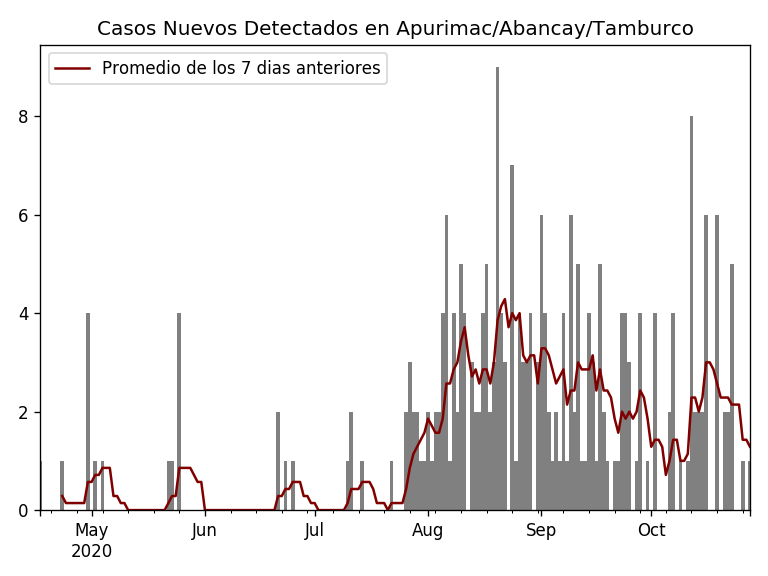 Casos Nuevos Detectados en Apurimac/Abancay/Tamburco
Promedio de los 7 dias anteriores
8
6
4
2
0
May Jun Jul Aug Sep Oct
2020